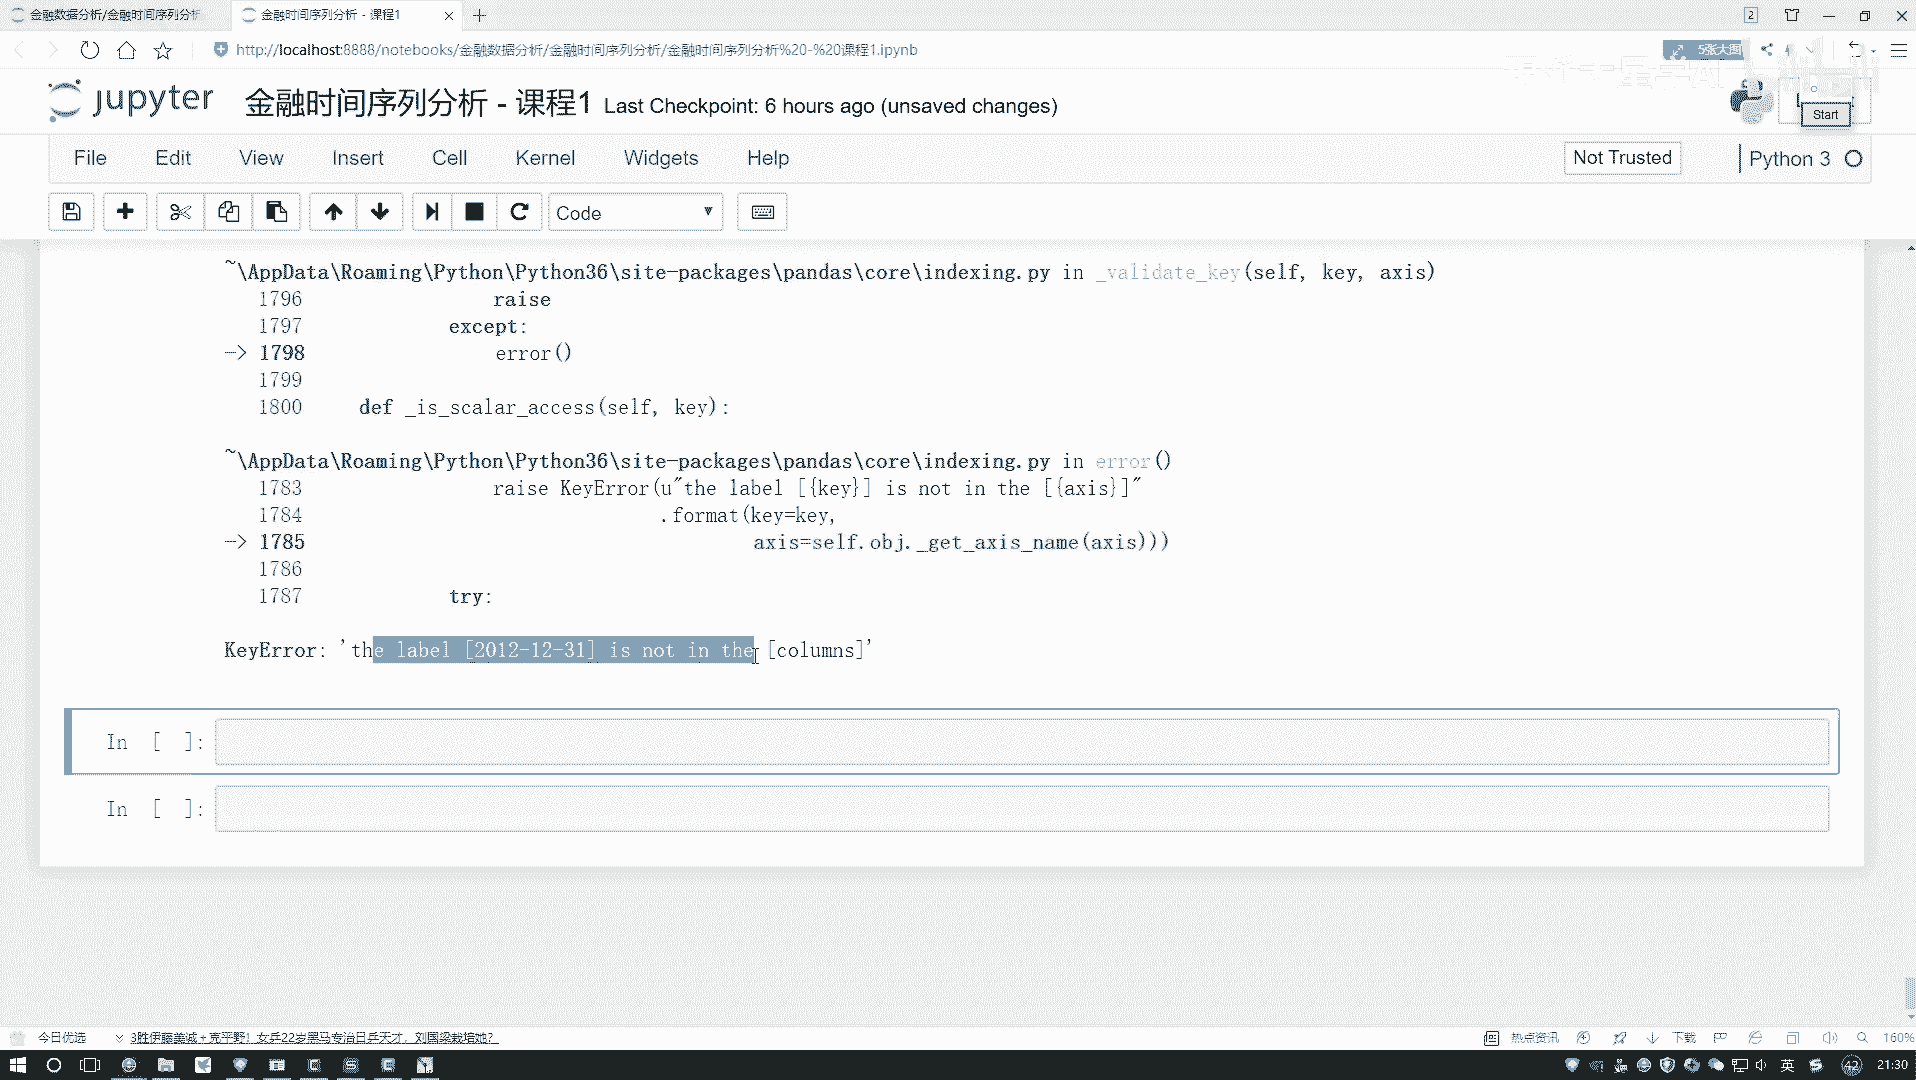 金融数据分析/金融时间序列分析
金融时间序列分析 - 课程1
2
http://localhost:8888/notebooks/金融数据分析/金融时间序列分析/金融时间序列分析%20-%20课程1.ipynb
5张大图
jupyter 金融时间序列分析 - 课程1 Last Checkpoint: 6 hours ago (unsaved changes)
Start
File Edit View Insert Cell Kernel Widgets Help
Not Trusted
Python 3
Code
~\AppData\Roaming\Python\Python36\site-packages\pandas\core\indexing.py in _validate_key(self, key, axis)
1796 raise
1797 except:
-> 1798 error()
1799
1800 def _is_scalar_access(self, key):
~\AppData\Roaming\Python\Python36\site-packages\pandas\core\indexing.py in error()
1783 raise KeyError(u"the label [{key}] is not in the [{axis}]"
1784 .format(key=key,
-> 1785 axis=self.obj._get_axis_name(axis)))
1786
1787 try:
KeyError: 'the label [2012-12-31] is not in the [columns]'
In [ ]:
In [ ]:
今日优选
3胜伊藤美诚+克平野!女乒22岁黑马专治日乒天才,刘国梁栽培她?
热点资讯
下载
160%
英
42
21:30